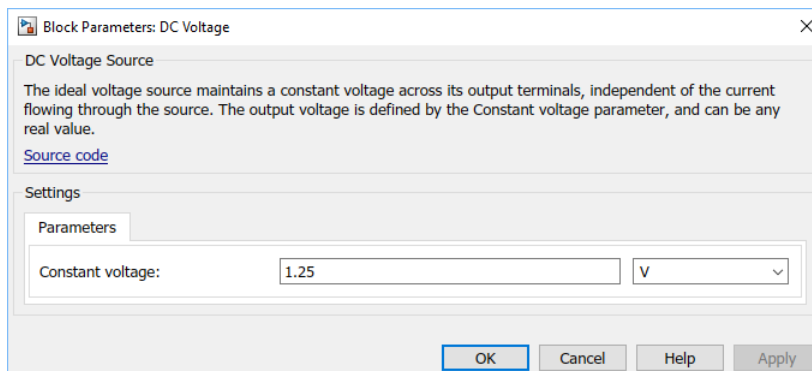 Block Parameters: DC Voltage
DC Voltage Source
The ideal voltage source maintains a constant voltage across its output terminals, independent of the current
flowing through the source. The output voltage is defined by the Constant voltage parameter, and can be any
real value.
Source code
Settings
Parameters
Constant voltage: 1.25 V
OK Cancel Help Apply